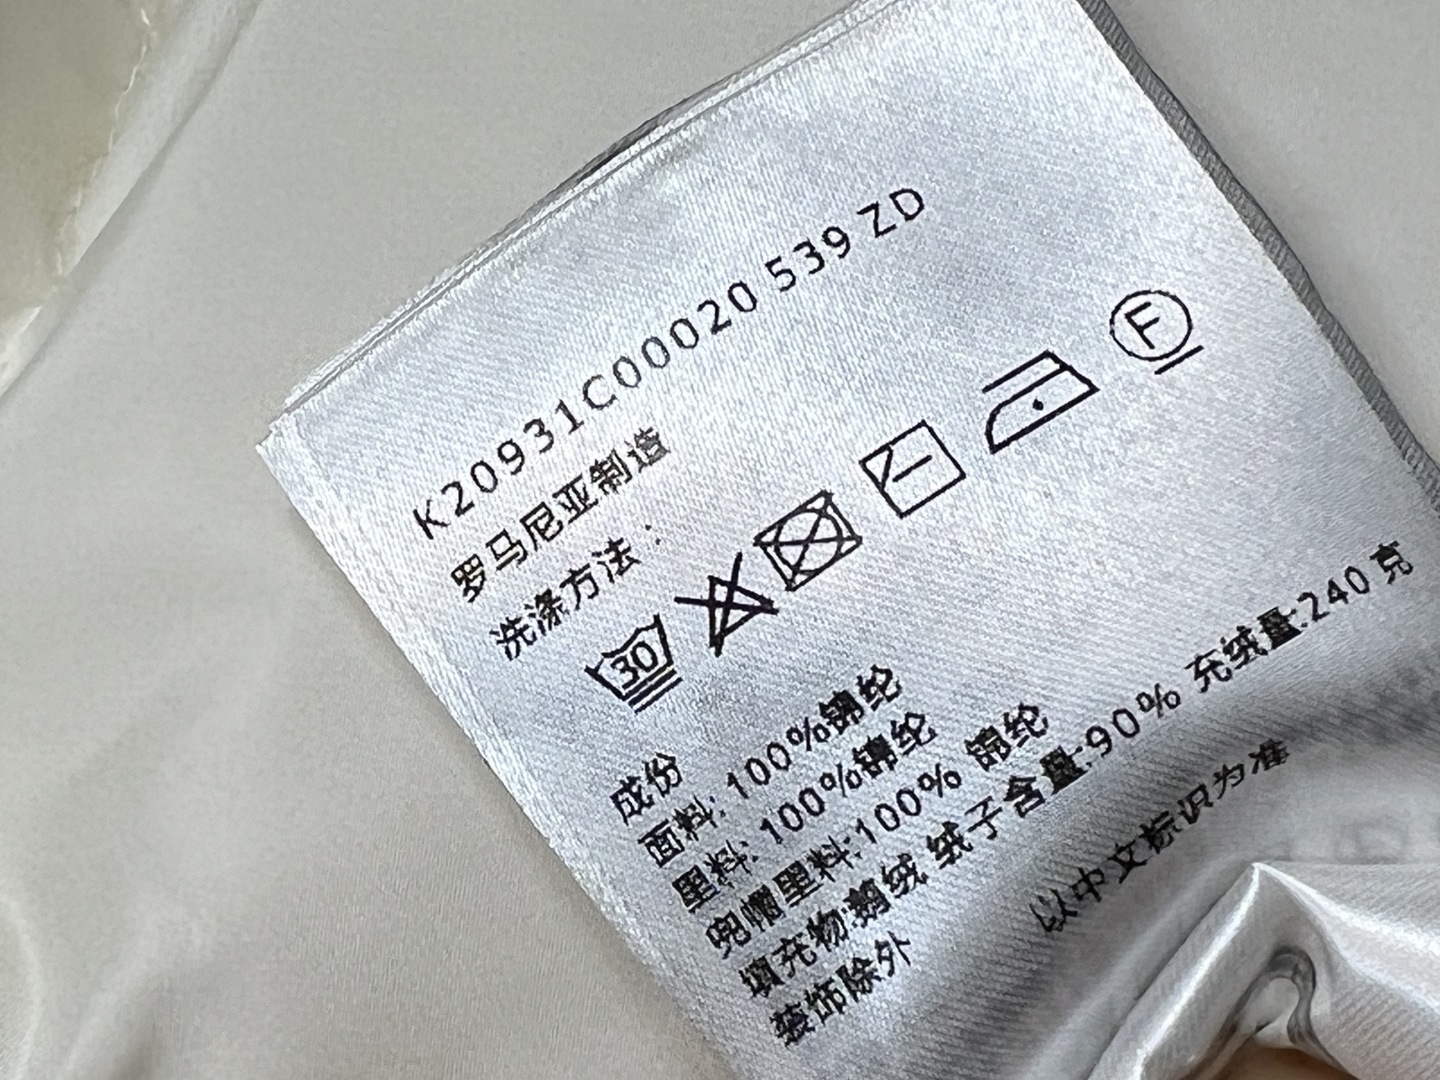 K20931C00020 539 ZD
罗马尼亚制造
洗涤方法：
30
F
成份
面料: 100%锦纶
里料: 100%锦纶
兜帽里料:100% 锦纶
填充物:鹅绒 绒子含量:90% 充绒量:240 克
装饰除外
以中文标识为准